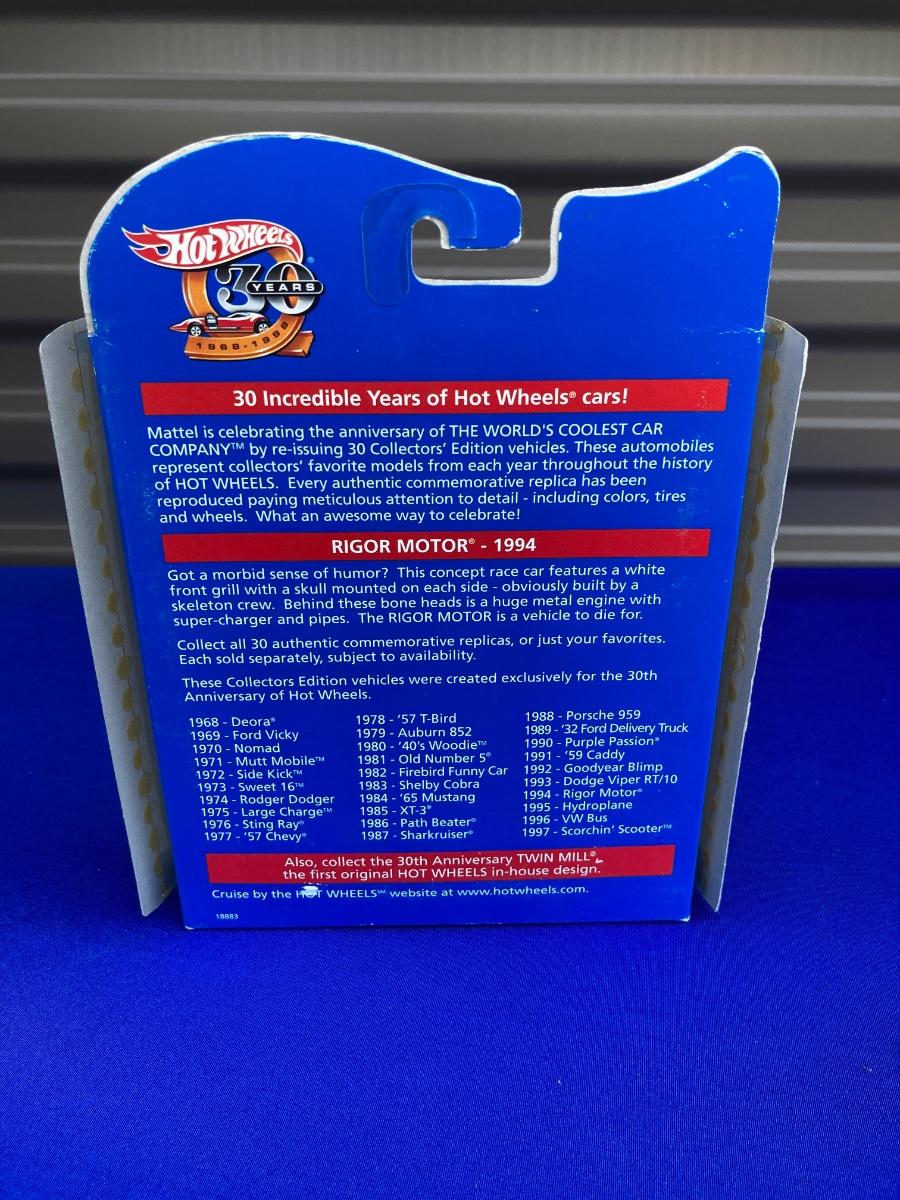 HOT WHEELS®
30
YEARS
1968-1998
30 Incredible Years of Hot Wheels® cars!
Mattel is celebrating the anniversary of THE WORLD'S COOLEST CAR
COMPANY™ by re-issuing 30 Collectors' Edition vehicles. These automobiles
represent collectors' favorite models from each year throughout the history
of HOT WHEELS. Every authentic commemorative replica has been
reproduced paying meticulous attention to detail - including colors, tires
and wheels. What an awesome way to celebrate!
RIGOR MOTOR® - 1994
Got a morbid sense of humor? This concept race car features a white
front grill with a skull mounted on each side - obviously built by a
skeleton crew. Behind these bone heads is a huge metal engine with
super-charger and pipes. The RIGOR MOTOR is a vehicle to die for.
Collect all 30 authentic commemorative replicas, or just your favorites.
Each sold separately, subject to availability.
These Collectors Edition vehicles were created exclusively for the 30th
Anniversary of Hot Wheels.
1968 - Deora®
1969 - Ford Vicky
1970 - Nomad
1971 - Mutt Mobile™
1972 - Side Kick™
1973 - Sweet 16™
1974 - Rodger Dodger
1975 - Large Charge™
1976 - Sting Ray®
1977 - '57 Chevy®
1978 - '57 T-Bird
1979 - Auburn 852
1980 - '40's Woodie™
1981 - Old Number 5®
1982 - Firebird Funny Car
1983 - Shelby Cobra
1984 - '65 Mustang
1985 - XT-3®
1986 - Path Beater®
1987 - Sharkruiser®
1988 - Porsche 959
1989 - '32 Ford Delivery Truck
1990 - Purple Passion®
1991 - '59 Caddy
1992 - Goodyear Blimp
1993 - Dodge Viper RT/10
1994 - Rigor Motor®
1995 - Hydroplane
1996 - VW Bus
1997 - Scorchin' Scooter™
Also, collect the 30th Anniversary TWIN MILL®,
the first original HOT WHEELS in-house design.
Cruise by the HOT WHEELS℠ website at www.hotwheels.com.
18883